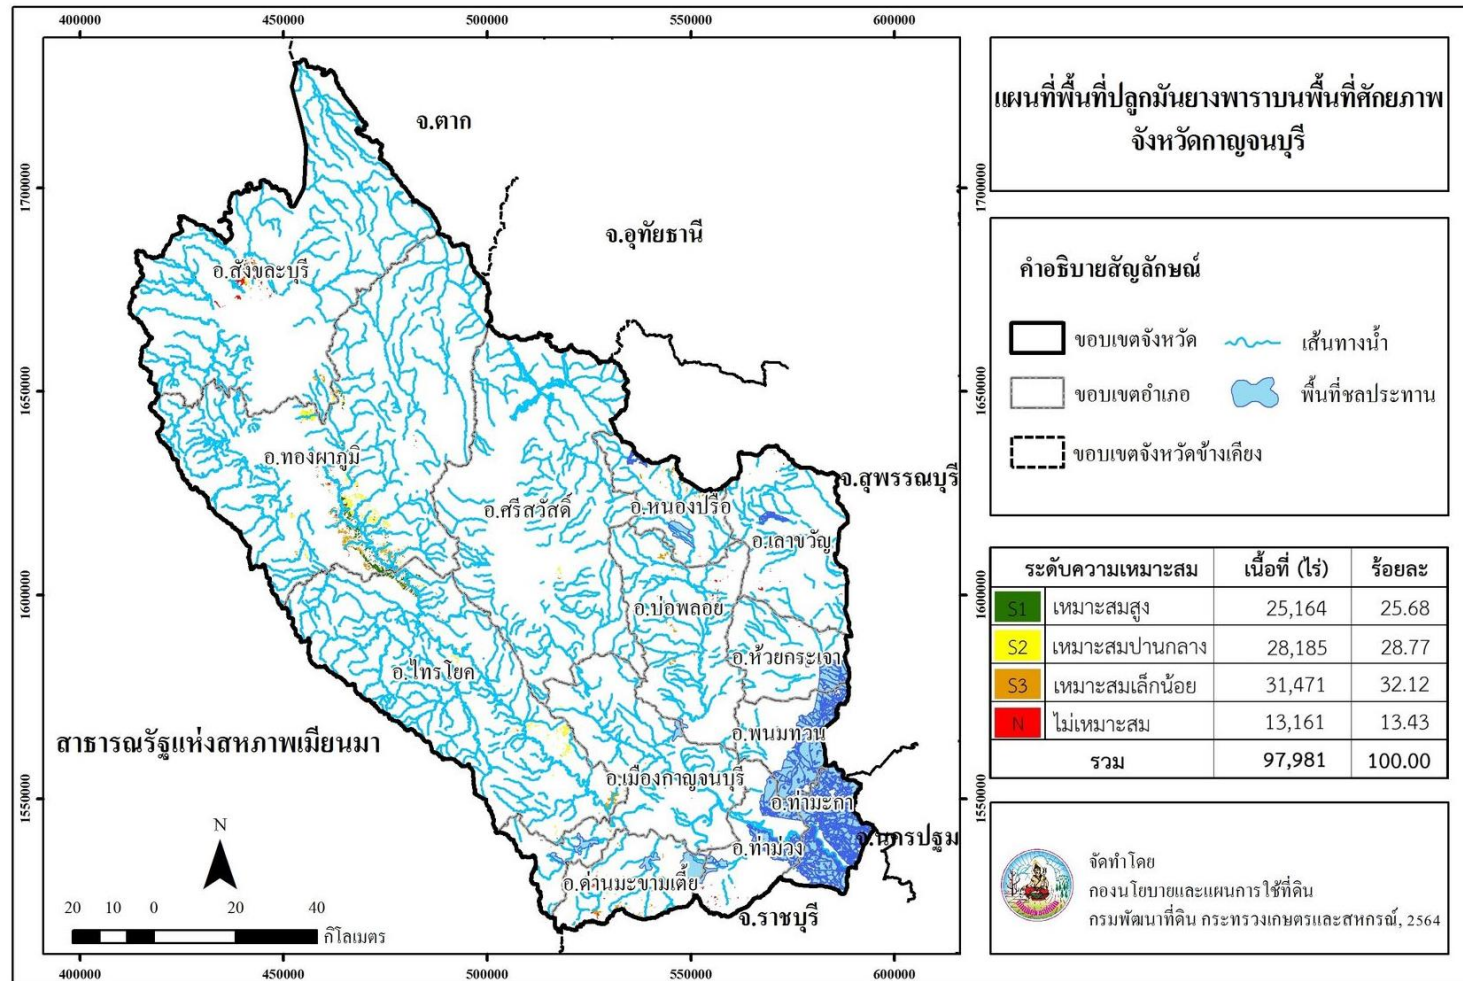 400000 450000 500000 550000 600000
แผนที่พื้นที่ปลูกมันยางพาราบนพื้นที่ศักยภาพ
จังหวัดกาญจนบุรี
จ.ตาก
1700000 1700000
จ.อุทัยธานี
อ.สังขละบุรี
คำอธิบายสัญลักษณ์
ขอบเขตจังหวัด เส้นทางน้ำ
ขอบเขตอำเภอ พื้นที่ชลประทาน
ขอบเขตจังหวัดข้างเคียง
1650000 1650000
อ.ทองผาภูมิ
จ.สุพรรณบุรี
อ.ศรีสวัสดิ์
อ.หนองปรือ
อ.เลาขวัญ
ระดับความเหมาะสม เนื้อที่ (ไร่) ร้อยละ
S1 เหมาะสมสูง 25,164 25.68
S2 เหมาะสมปานกลาง 28,185 28.77
S3 เหมาะสมเล็กน้อย 31,471 32.12
N ไม่เหมาะสม 13,161 13.43
รวม 97,981 100.00
1600000 1600000
อ.บ่อพลอย
อ.ห้วยกระเจา
อ.ไทรโยค
สาธารณรัฐแห่งสหภาพเมียนมา
อ.พนมทวน
อ.เมืองกาญจนบุรี
1550000 1550000
อ.ท่ามะกา
จ.นครปฐม
อ.ท่าม่วง
อ.ด่านมะขามเตี้ย
จ.ราชบุรี
N
20 10 0 20 40
กิโลเมตร
จัดทำโดย
กองนโยบายและแผนการใช้ที่ดิน
กรมพัฒนาที่ดิน กระทรวงเกษตรและสหกรณ์, 2564
400000 450000 500000 550000 600000